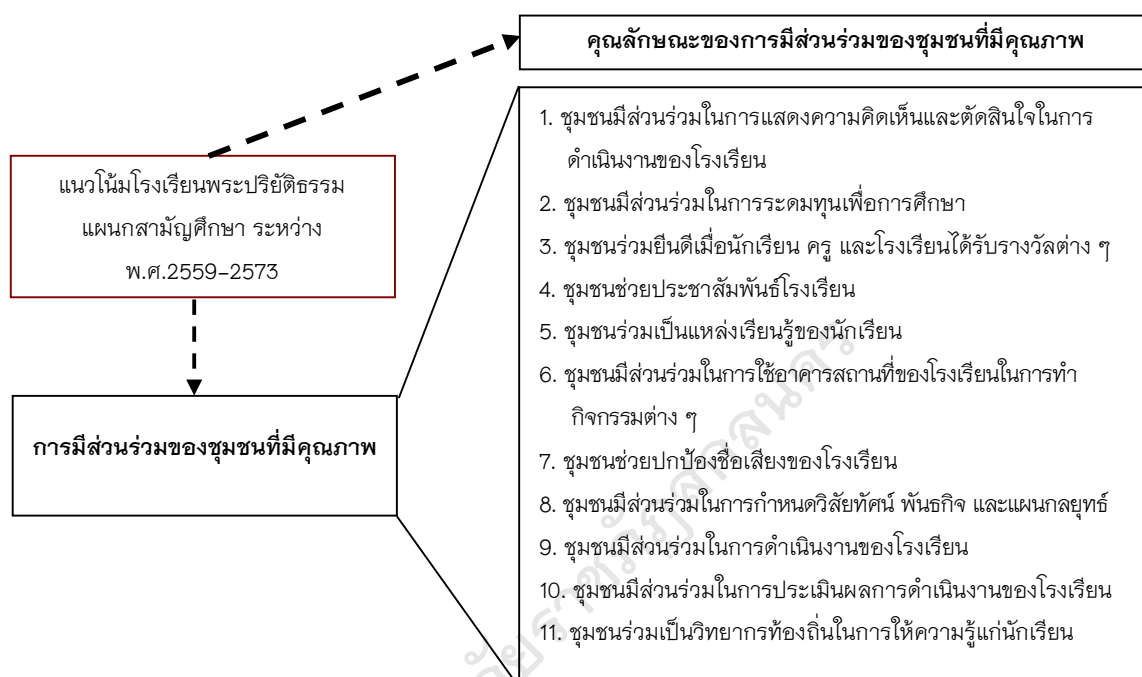 คุณลักษณะของการมีส่วนร่วมของชุมชนที่มีคุณภาพ
แนวโน้มโรงเรียนพระปริยัติธรรม
แผนกสามัญศึกษา ระหว่าง
พ.ศ.2559–2573
การมีส่วนร่วมของชุมชนที่มีคุณภาพ
1. ชุมชนมีส่วนร่วมในการแสดงความคิดเห็นและตัดสินใจในการ
ดำเนินงานของโรงเรียน
2. ชุมชนมีส่วนร่วมในการระดมทุนเพื่อการศึกษา
3. ชุมชนร่วมยินดีเมื่อนักเรียน ครู และโรงเรียนได้รับรางวัลต่าง ๆ
4. ชุมชนช่วยประชาสัมพันธ์โรงเรียน
5. ชุมชนร่วมเป็นแหล่งเรียนรู้ของนักเรียน
6. ชุมชนมีส่วนร่วมในการใช้อาคารสถานที่ของโรงเรียนในการทำ
กิจกรรมต่าง ๆ
7. ชุมชนช่วยปกป้องชื่อเสียงของโรงเรียน
8. ชุมชนมีส่วนร่วมในการกำหนดวิสัยทัศน์ พันธกิจ และแผนกลยุทธ์
9. ชุมชนมีส่วนร่วมในการดำเนินงานของโรงเรียน
10. ชุมชนมีส่วนร่วมในการประเมินผลการดำเนินงานของโรงเรียน
11. ชุมชนร่วมเป็นวิทยากรท้องถิ่นในการให้ความรู้แก่นักเรียน